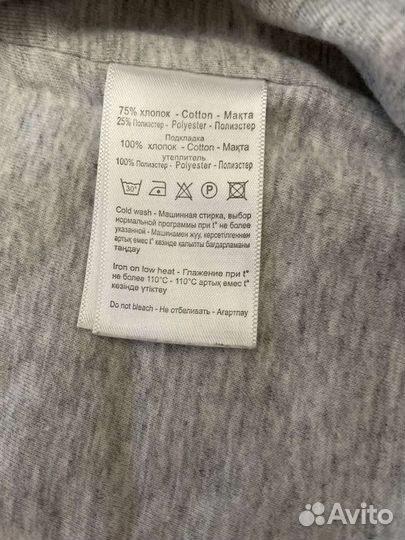 75% хлопок - Cotton - Мақта
25% Полиэстер - Polyester - Полиэстер
Подкладка
100% хлопок - Cotton - Мақта
утеплитель
100% Полиэстер - Polyester - Полиэстер
30°
P
Cold wash - Машинная стирка, выбор
нормальной программы при t° не более
указанной - Машинамен жуу, көрсетілгеннен
артық емес t° кезінде қалыпты бағдарламаны
таңдау
Iron on low heat - Глажение при t°
не более 110°С - 110°С артық емес t°
кезінде үтіктеу
Do not bleach - Не отбеливать - Ағартпау
Avito